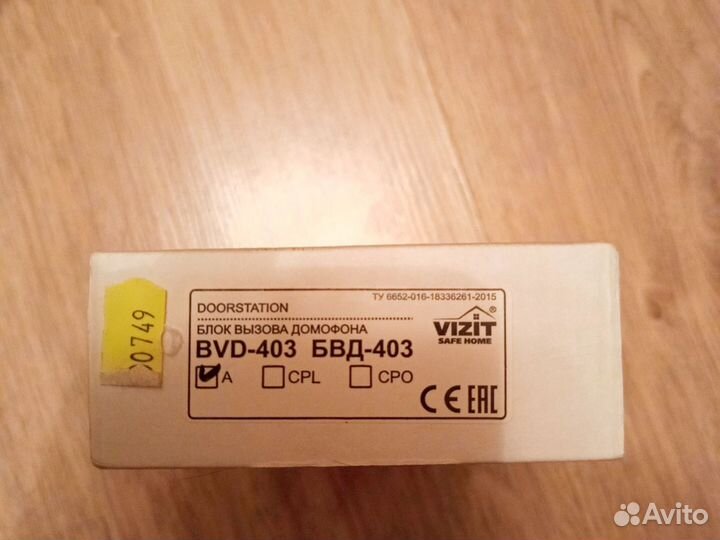 ТУ 6652-016-18336261-2015
DOORSTATION
БЛОК ВЫЗОВА ДОМОФОНА
BVD-403 БВД-403
VIZIT ®
SAFE HOME
A CPL CPO
CE EAC
0749
Avito